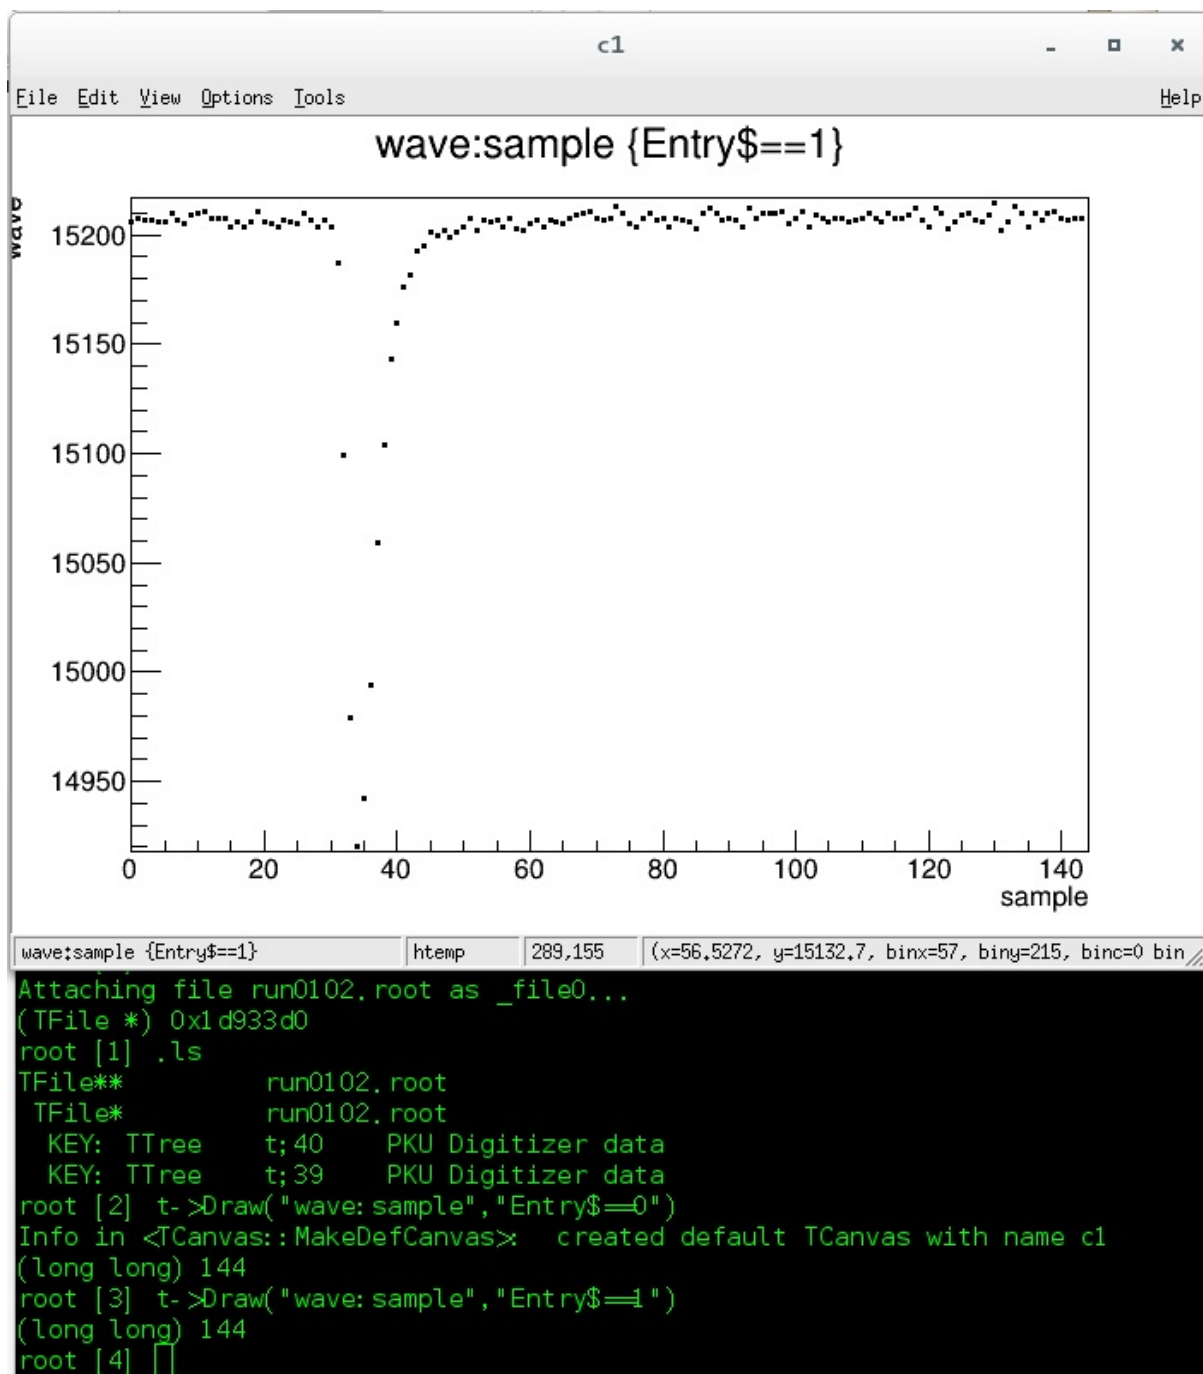 c1
File Edit View Options Tools Help
wave:sample {Entry$==1}
wave
15200
15150
15100
15050
15000
14950
0 20 40 60 80 100 120 140
sample
wave:sample {Entry$==1} htemp 289,155 (x=56.5272, y=15132.7, binx=57, biny=215, binc=0 bin
Attaching file run0102.root as _file0...
(TFile *) 0x1d933d0
root [1] .ls
TFile** run0102.root
TFile* run0102.root
KEY: TTree t;40 PKU Digitizer data
KEY: TTree t;39 PKU Digitizer data
root [2] t->Draw("wave:sample","Entry$==0")
Info in <TCanvas::MakeDefCanvas>: created default TCanvas with name c1
(long long) 144
root [3] t->Draw("wave:sample","Entry$==1")
(long long) 144
root [4]